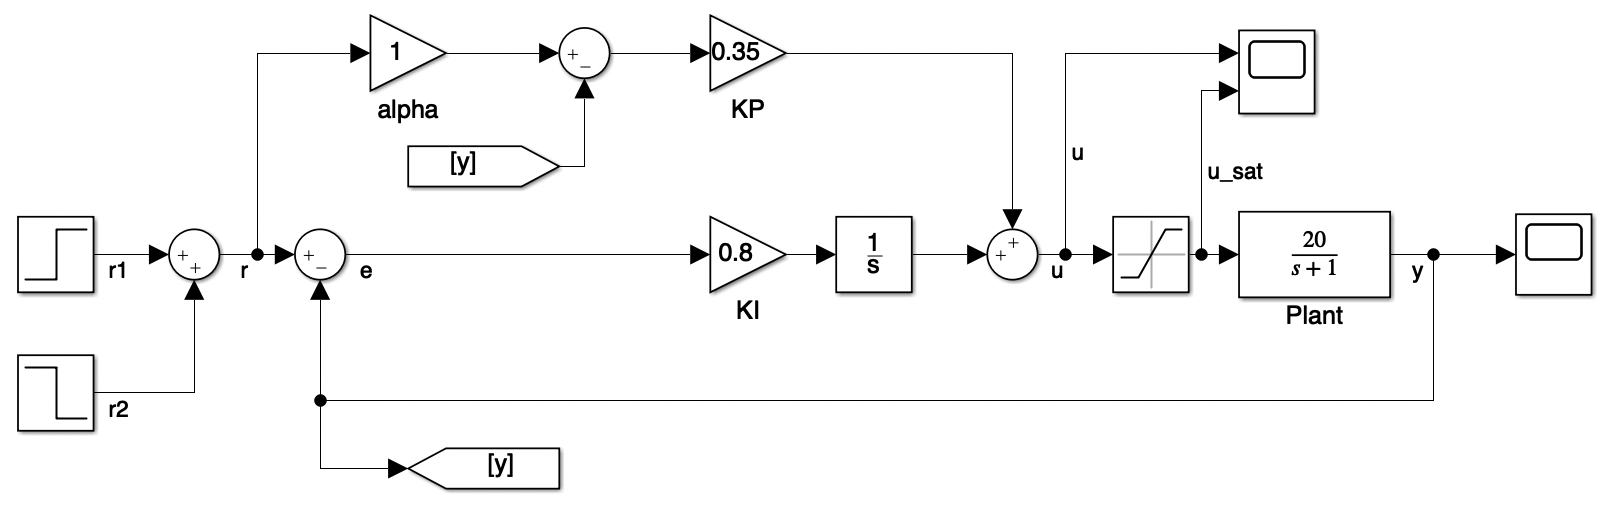 1
+
−
0.35
alpha
KP
[y]
u
u_sat
+
+
r1
r
+
−
e
0.8
KI
1
s
+
+
u
20
s + 1
Plant
y
r2
[y]